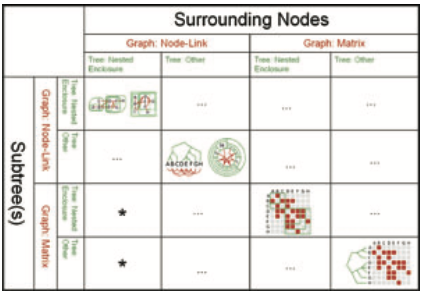 Surrounding Nodes
Graph: Node-Link Graph: Matrix
Tree: Nested Enclosure Tree: Other Tree: Nested Enclosure Tree: Other
Subtree(s)
Graph: Node-Link
Tree: Nested Enclosure
... ... ...
Tree: Other
... ABCDEFGH ... ...
Graph: Matrix
Tree: Nested Enclosure
* ... ABCDEFGH ...
Tree: Other
* ... ... ABCDEFGH